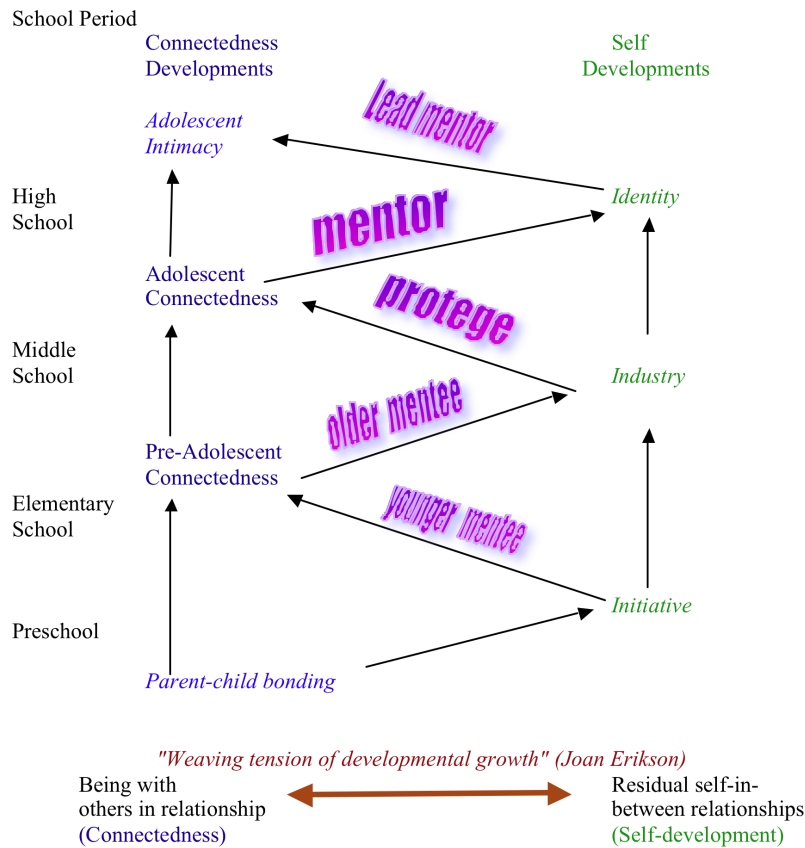 School Period
Connectedness
Developments
Self
Developments
Lead mentor
Adolescent
Intimacy
High
School
Identity
mentor
Adolescent
Connectedness
protege
Middle
School
Industry
older mentee
Pre-Adolescent
Connectedness
younger mentee
Elementary
School
Initiative
Preschool
Parent-child bonding
"Weaving tension of developmental growth" (Joan Erikson)
Being with
others in relationship
(Connectedness)
Residual self-in-
between relationships
(Self-development)